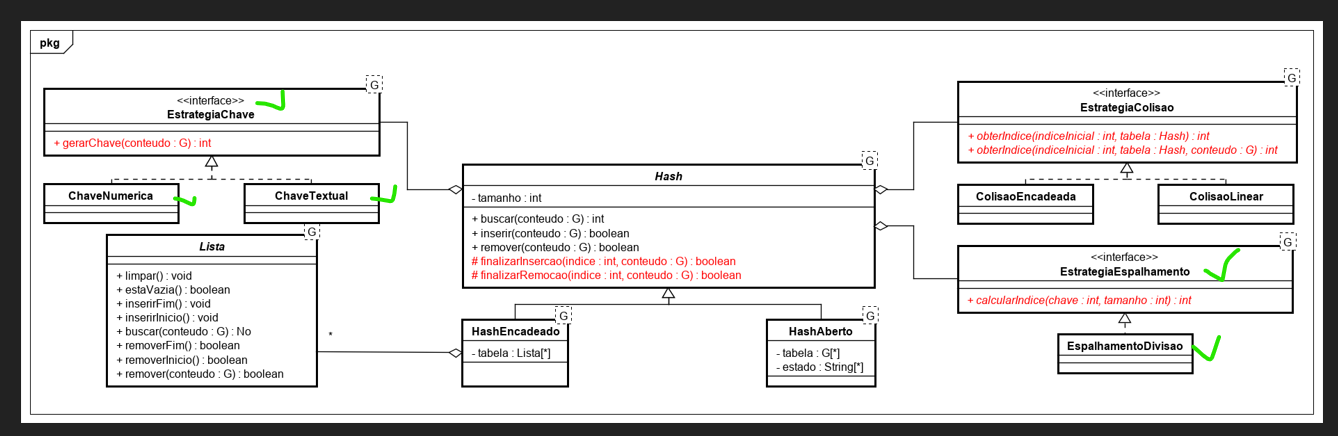 pkg
G
<<interface>>
EstrategiaChave
+ gerarChave(conteudo : G) : int
ChaveNumerica
ChaveTextual
G
Lista
+ limpar() : void
+ estaVazia() : boolean
+ inserirFim() : void
+ inserirInicio() : void
+ buscar(conteudo : G) : No
+ removerFim() : boolean
+ removerInicio() : boolean
+ remover(conteudo : G) : boolean
*
G
Hash
- tamanho : int
+ buscar(conteudo : G) : int
+ inserir(conteudo : G) : boolean
+ remover(conteudo : G) : boolean
# finalizarInsercao(indice : int, conteudo : G) : boolean
# finalizarRemocao(indice : int, conteudo : G) : boolean
G
HashEncadeado
- tabela : Lista[*]
G
HashAberto
- tabela : G[*]
- estado : String[*]
G
<<interface>>
EstrategiaColisao
+ obterIndice(indiceInicial : int, tabela : Hash) : int
+ obterIndice(indiceInicial : int, tabela : Hash, conteudo : G) : int
ColisaoEncadeada
ColisaoLinear
G
<<interface>>
EstrategiaEspalhamento
+ calcularIndice(chave : int, tamanho : int) : int
EspalhamentoDivisao